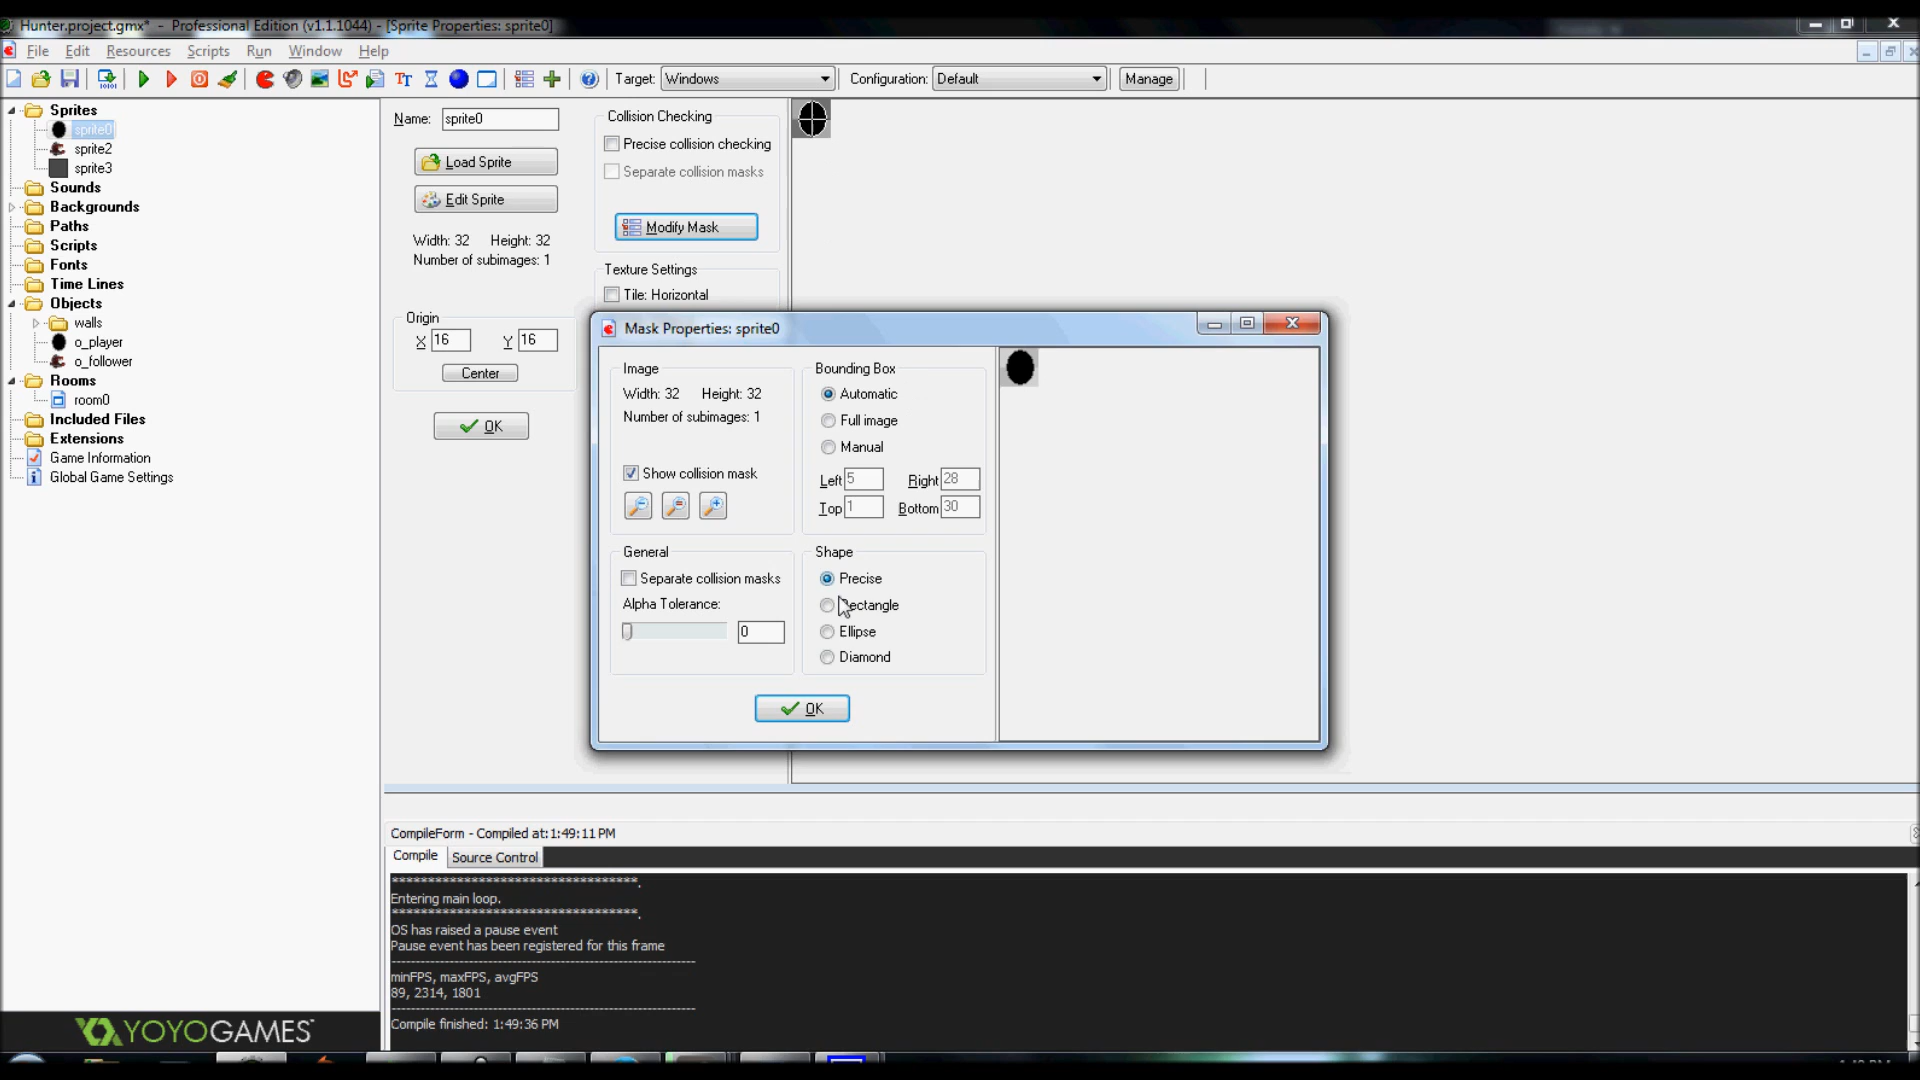 Hunter.project.gmx* - Professional Edition (v1.1.1044) - [Sprite Properties: sprite0]
File Edit Resources Scripts Run Window Help
Target: Windows Configuration: Default Manage
Sprites
sprite0
sprite2
sprite3
Sounds
Backgrounds
Paths
Scripts
Fonts
Time Lines
Objects
walls
o_player
o_follower
Rooms
room0
Included Files
Extensions
Game Information
Global Game Settings
Name: sprite0
Load Sprite
Edit Sprite
Width: 32 Height: 32
Number of subimages: 1
Origin
X 16 Y 16
Center
OK
Collision Checking
Precise collision checking
Separate collision masks
Modify Mask
Texture Settings
Tile: Horizontal
Mask Properties: sprite0
Image
Width: 32 Height: 32
Number of subimages: 1
Show collision mask
General
Separate collision masks
Alpha Tolerance:
0
Bounding Box
Automatic
Full image
Manual
Left 5 Right 28
Top 1 Bottom 30
Shape
Precise
Rectangle
Ellipse
Diamond
OK
CompileForm - Compiled at: 1:49:11 PM
Compile Source Control
***********************************.
Entering main loop.
***********************************.
OS has raised a pause event
Pause event has been registered for this frame
minFPS, maxFPS, avgFPS
89, 2314, 1801
Compile finished: 1:49:36 PM
YOYOGAMES